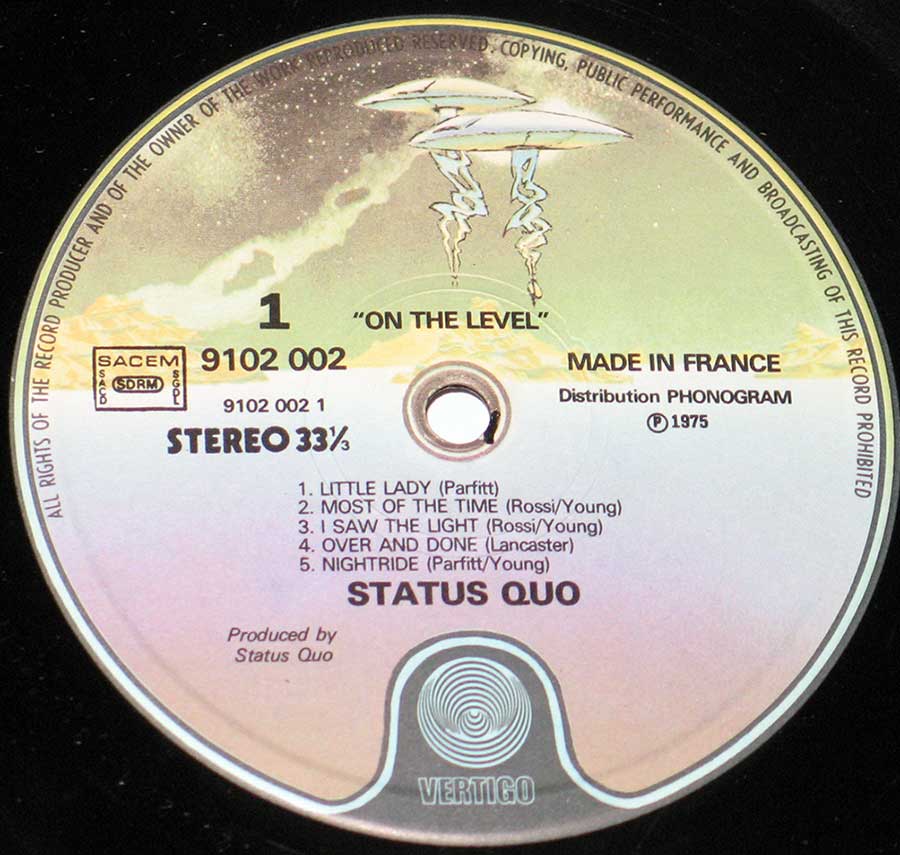 ALL RIGHTS OF THE RECORD PRODUCER AND OF THE OWNER OF THE WORK REPRODUCED RESERVED. COPYING, PUBLIC PERFORMANCE AND BROADCASTING OF THIS RECORD PROHIBITED
1
"ON THE LEVEL"
SACEM
SACD
SDRM
SGDL
9102 002
MADE IN FRANCE
9102 002 1
Distribution PHONOGRAM
STEREO 33⅓
Ⓟ 1975
1. LITTLE LADY (Parfitt)
2. MOST OF THE TIME (Rossi/Young)
3. I SAW THE LIGHT (Rossi/Young)
4. OVER AND DONE (Lancaster)
5. NIGHTRIDE (Parfitt/Young)
STATUS QUO
Produced by
Status Quo
VERTIGO